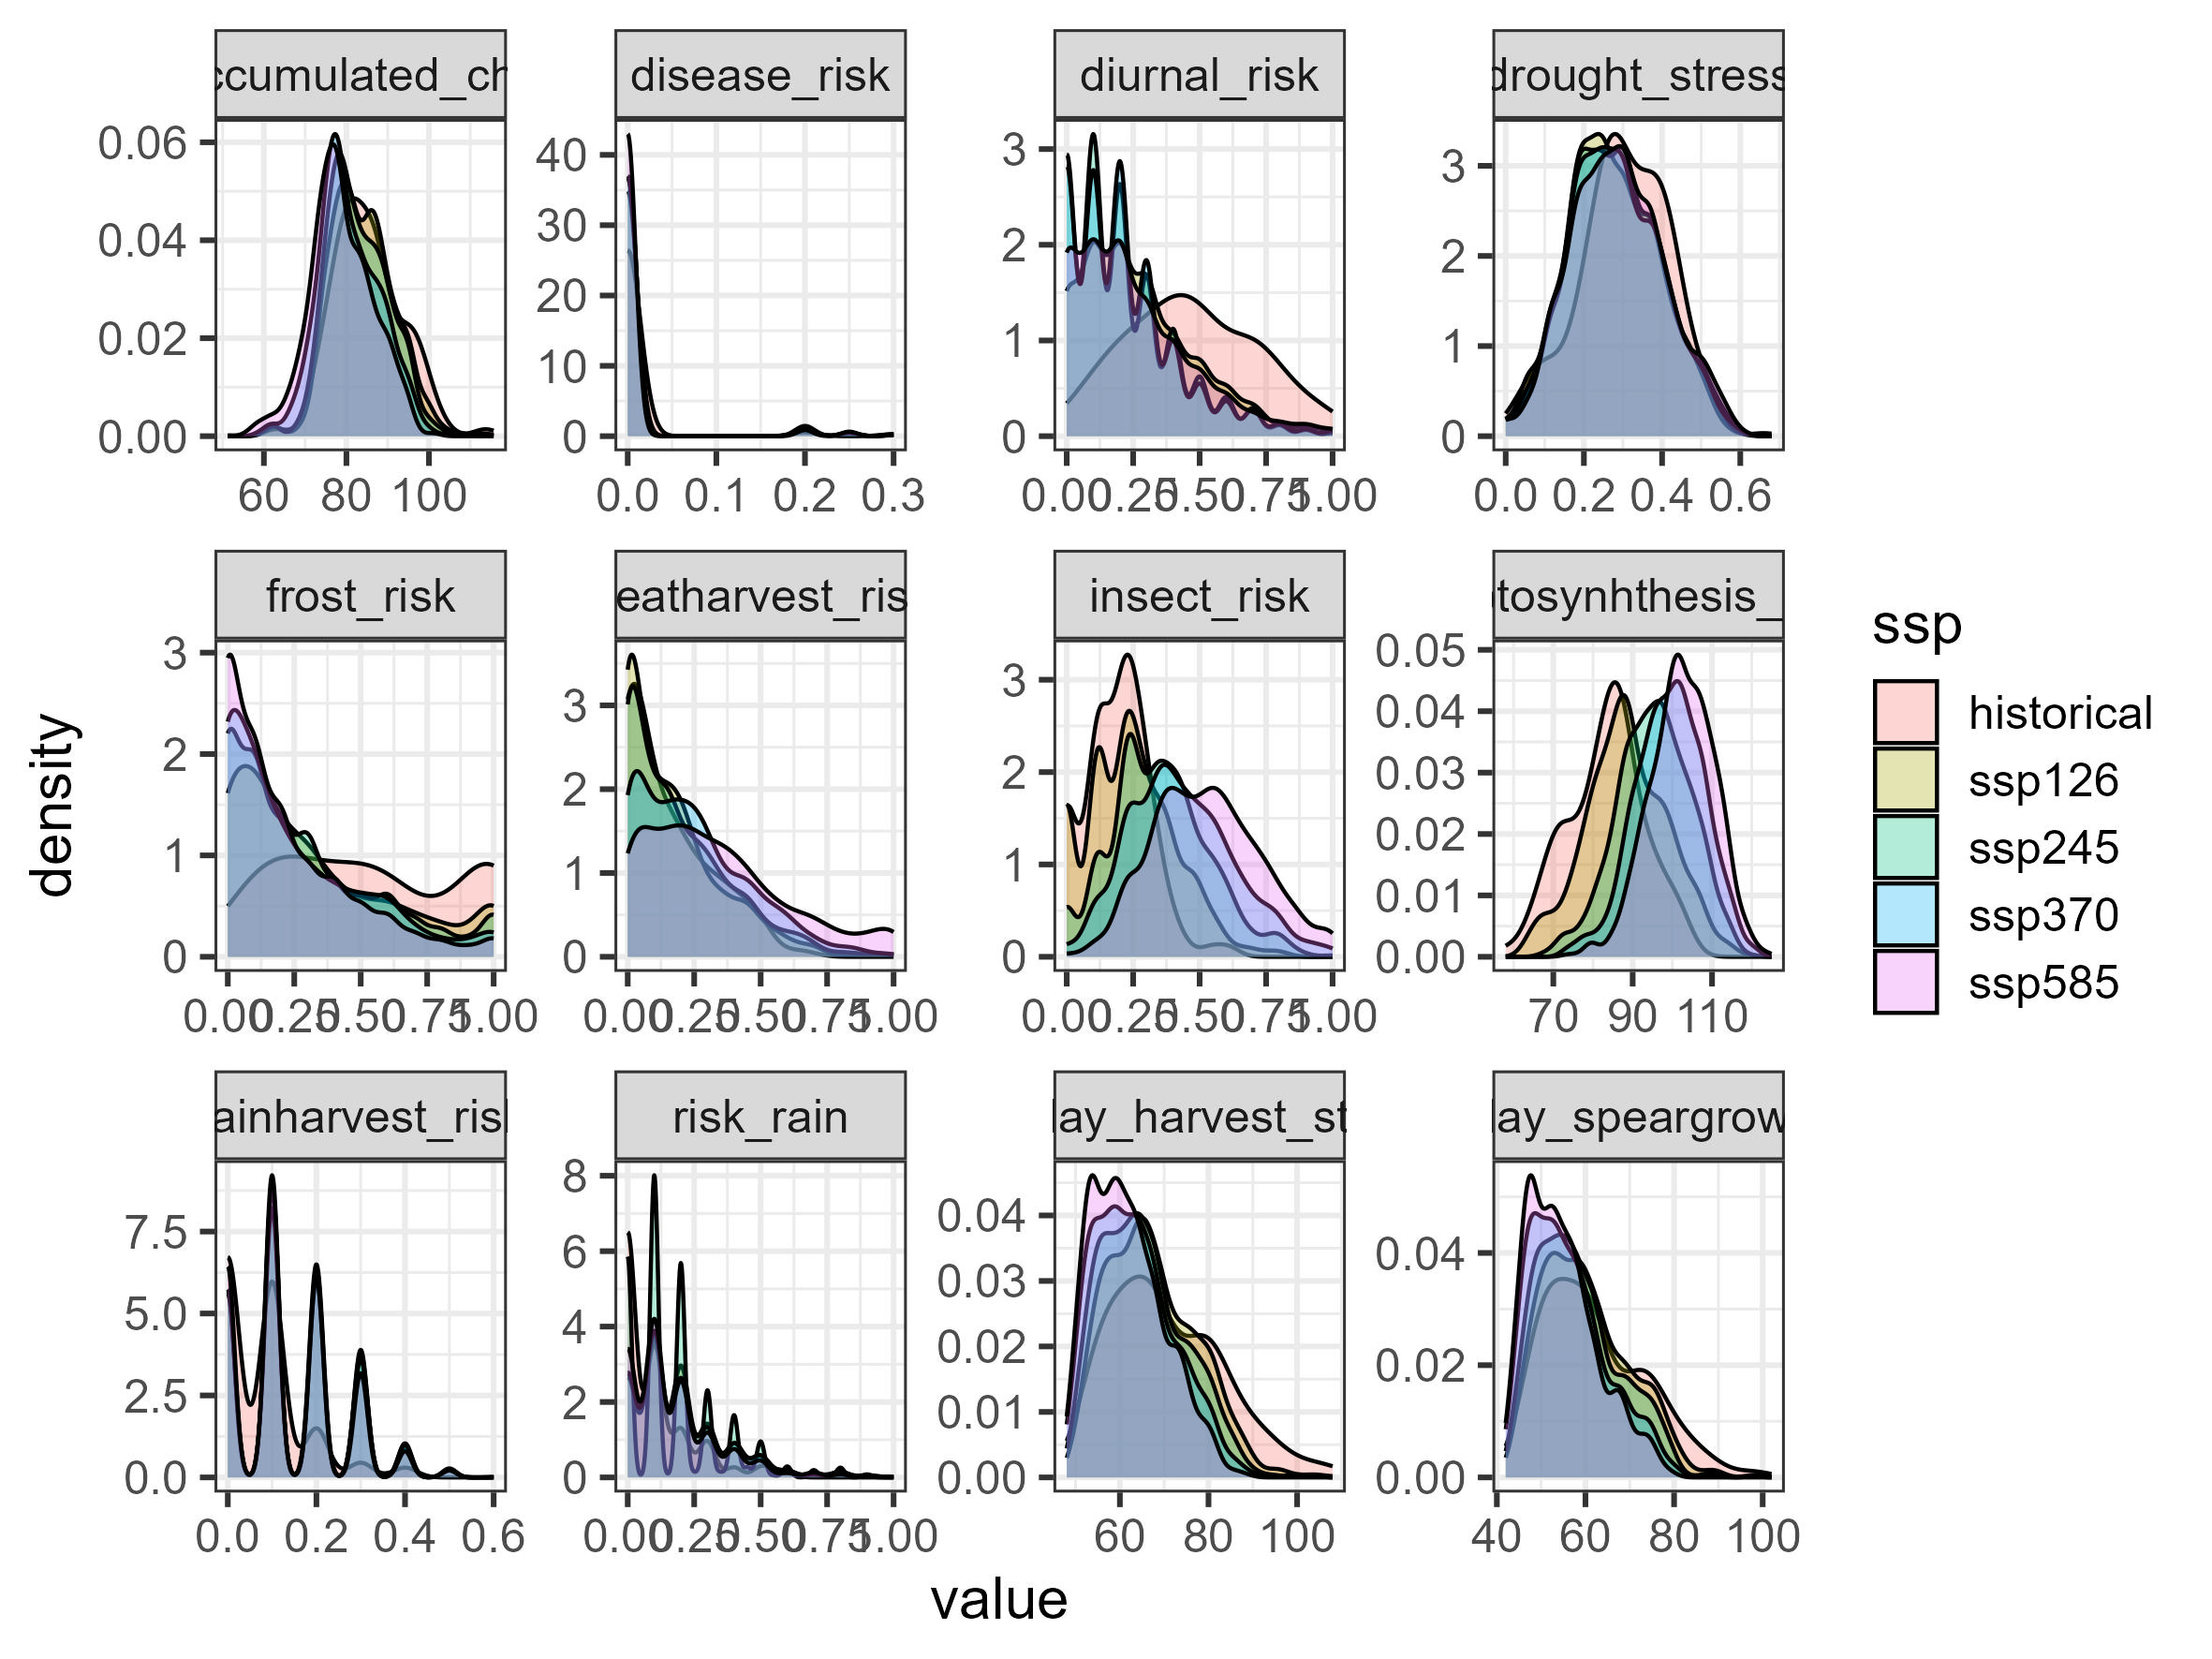 ccumulated_ch
disease_risk
diurnal_risk
drought_stress
0.06
0.04
0.02
0.00
40
30
20
10
0
3
2
1
0
3
2
1
0
60 80 100
0.0 0.1 0.2 0.3
0.00 0.25 0.50 0.75 1.00
0.0 0.2 0.4 0.6
frost_risk
eatharvest_ris
insect_risk
tosynhthesis_
3
2
1
0
3
2
1
0
3
2
1
0
0.05
0.04
0.03
0.02
0.01
0.00
0.00 0.25 0.50 0.75 1.00
0.00 0.25 0.50 0.75 1.00
0.00 0.25 0.50 0.75 1.00
70 90 110
ainharvest_risk
risk_rain
lay_harvest_st
lay_speargrow
7.5
5.0
2.5
0.0
8
6
4
2
0
0.04
0.03
0.02
0.01
0.00
0.04
0.02
0.00
0.0 0.2 0.4 0.6
0.00 0.25 0.50 0.75 1.00
60 80 100
40 60 80 100
density
value
ssp
historical
ssp126
ssp245
ssp370
ssp585